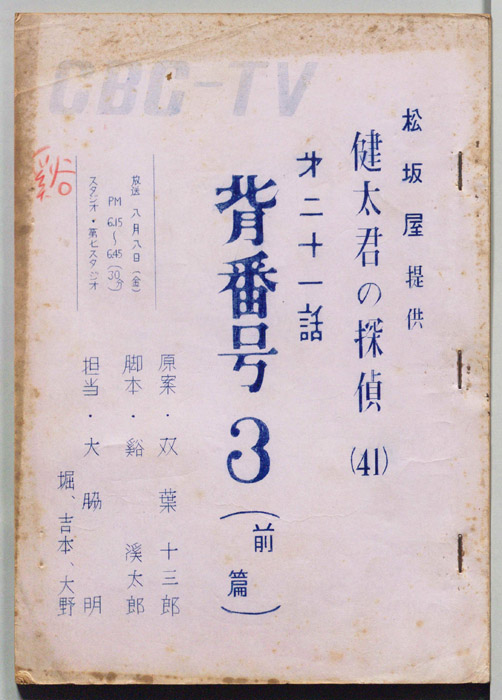 CBC-TV
松坂屋提供
健太君の探偵(41)
才二十一話
背番号3(前篇)
原案・双葉十三郎
脚本・谿渓太郎
担当・大脇明
堀、吉本、大野
放送 八月八日(金)
PM 6.15〜6.45(30分)
スタジオ・第七スタジオ
谿